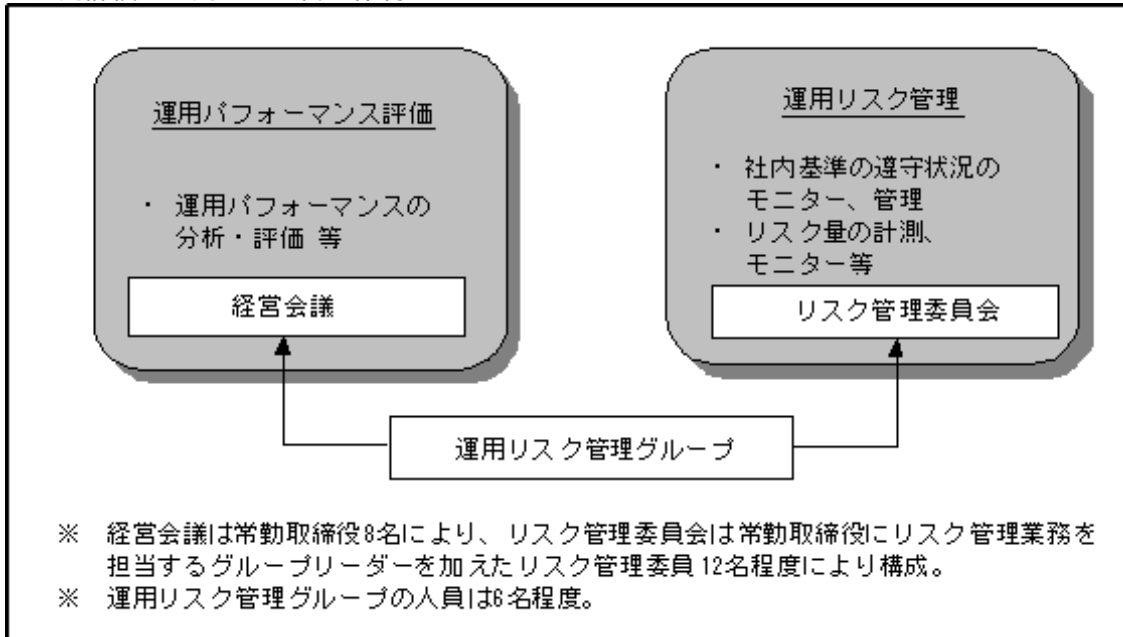 運用パフォーマンス評価
・ 運用パフォーマンスの
分析・評価 等
経営会議
運用リスク管理
・ 社内基準の遵守状況の
モニター、管理
・ リスク量の計測、
モニター等
リスク管理委員会
運用リスク管理グループ
※ 経営会議は常勤取締役8名により、リスク管理委員会は常勤取締役にリスク管理業務を
担当するグループリーダーを加えたリスク管理委員12名程度により構成。
※ 運用リスク管理グループの人員は6名程度。